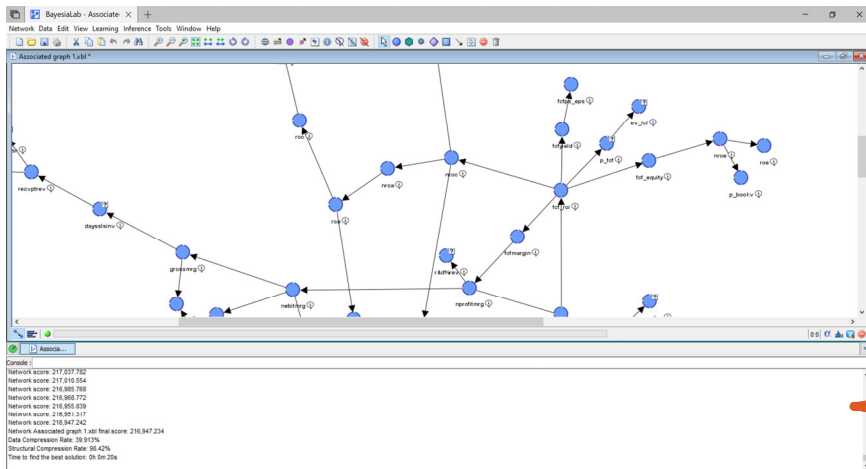 BayesiaLab - Associate
Network Data Edit View Learning Inference Tools Window Help
Associated graph 1.xbl *
fcfps_eps
ev_fcf
roc
fcfyield
p_fcf
nroe
roe
nroc
fcf_equity
recvptrev
nroa
p_bookv
fcf_roi
roa
dayssIsinv
fcfmargin
grossmrg
nebitmrg
nprofitmrg
0:0
Associa...
Console :
Network score: 217,037.782
Network score: 217,010.554
Network score: 216,985.768
Network score: 216,968.772
Network score: 216,955.839
Network score: 216,951.317
Network score: 216,947.242
Network Associated graph 1.xbl final score: 216,947.234
Data Compression Rate: 39.913%
Structural Compression Rate: 98.42%
Time to find the best solution: 0h 0m 20s